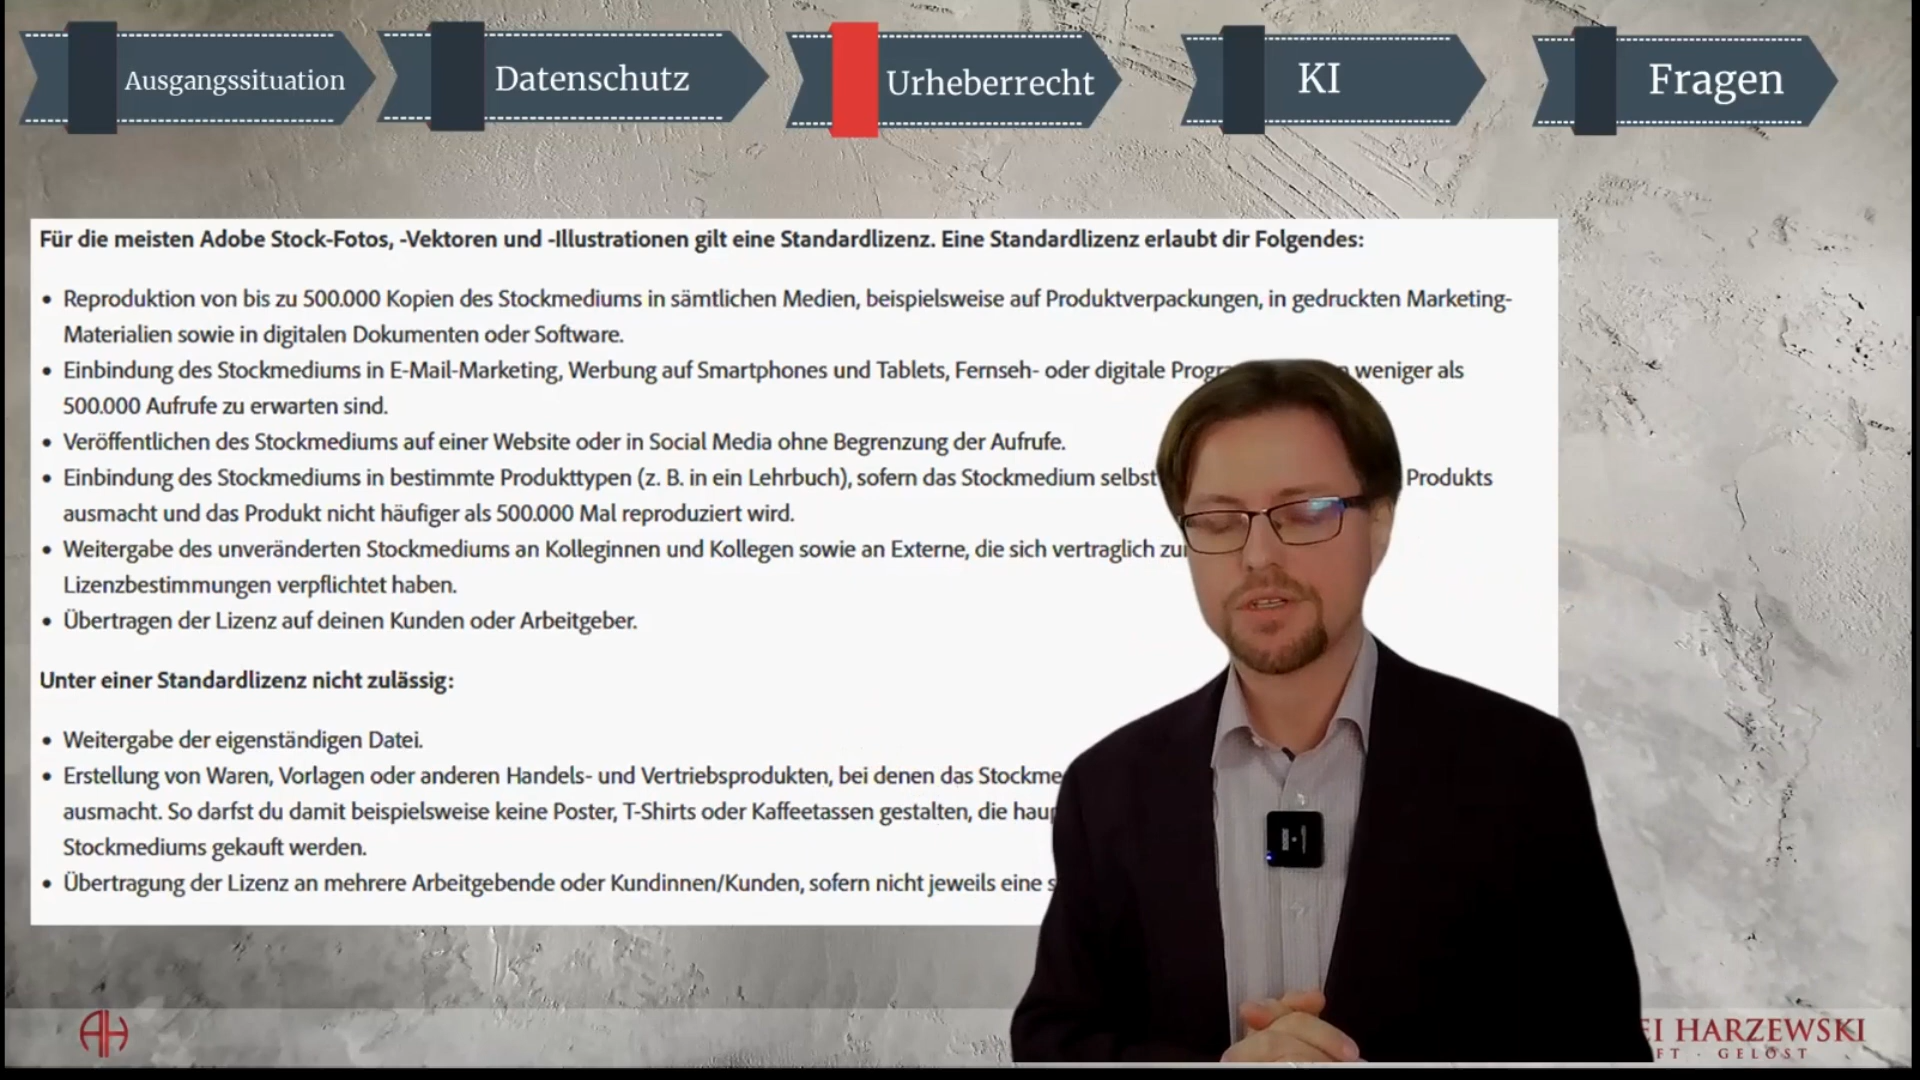 Ausgangssituation
Datenschutz
Urheberrecht
KI
Fragen
Für die meisten Adobe Stock-Fotos, -Vektoren und -Illustrationen gilt eine Standardlizenz. Eine Standardlizenz erlaubt dir Folgendes:
• Reproduktion von bis zu 500.000 Kopien des Stockmediums in sämtlichen Medien, beispielsweise auf Produktverpackungen, in gedruckten Marketing-
Materialien sowie in digitalen Dokumenten oder Software.
• Einbindung des Stockmediums in E-Mail-Marketing, Werbung auf Smartphones und Tablets, Fernseh- oder digitale weniger als
500.000 Aufrufe zu erwarten sind.
• Veröffentlichen des Stockmediums auf einer Website oder in Social Media ohne Begrenzung der Aufrufe.
• Einbindung des Stockmediums in bestimmte Produkttypen (z. B. in ein Lehrbuch), sofern das Stockmedium selbst Produkts
ausmacht und das Produkt nicht häufiger als 500.000 Mal reproduziert wird.
• Weitergabe des unveränderten Stockmediums an Kolleginnen und Kollegen sowie an Externe, die sich vertraglich
Lizenzbestimmungen verpflichtet haben.
• Übertragen der Lizenz auf deinen Kunden oder Arbeitgeber.
Unter einer Standardlizenz nicht zulässig:
• Weitergabe der eigenständigen Datei.
• Erstellung von Waren, Vorlagen oder anderen Handels- und Vertriebsprodukten, bei denen das
ausmacht. So darfst du damit beispielsweise keine Poster, T-Shirts oder Kaffeetassen gestalten, die
Stockmediums gekauft werden.
• Übertragung der Lizenz an mehrere Arbeitgebende oder Kundinnen/Kunden, sofern nicht jeweils eine
AH
HARZEWSKI
GELÖST